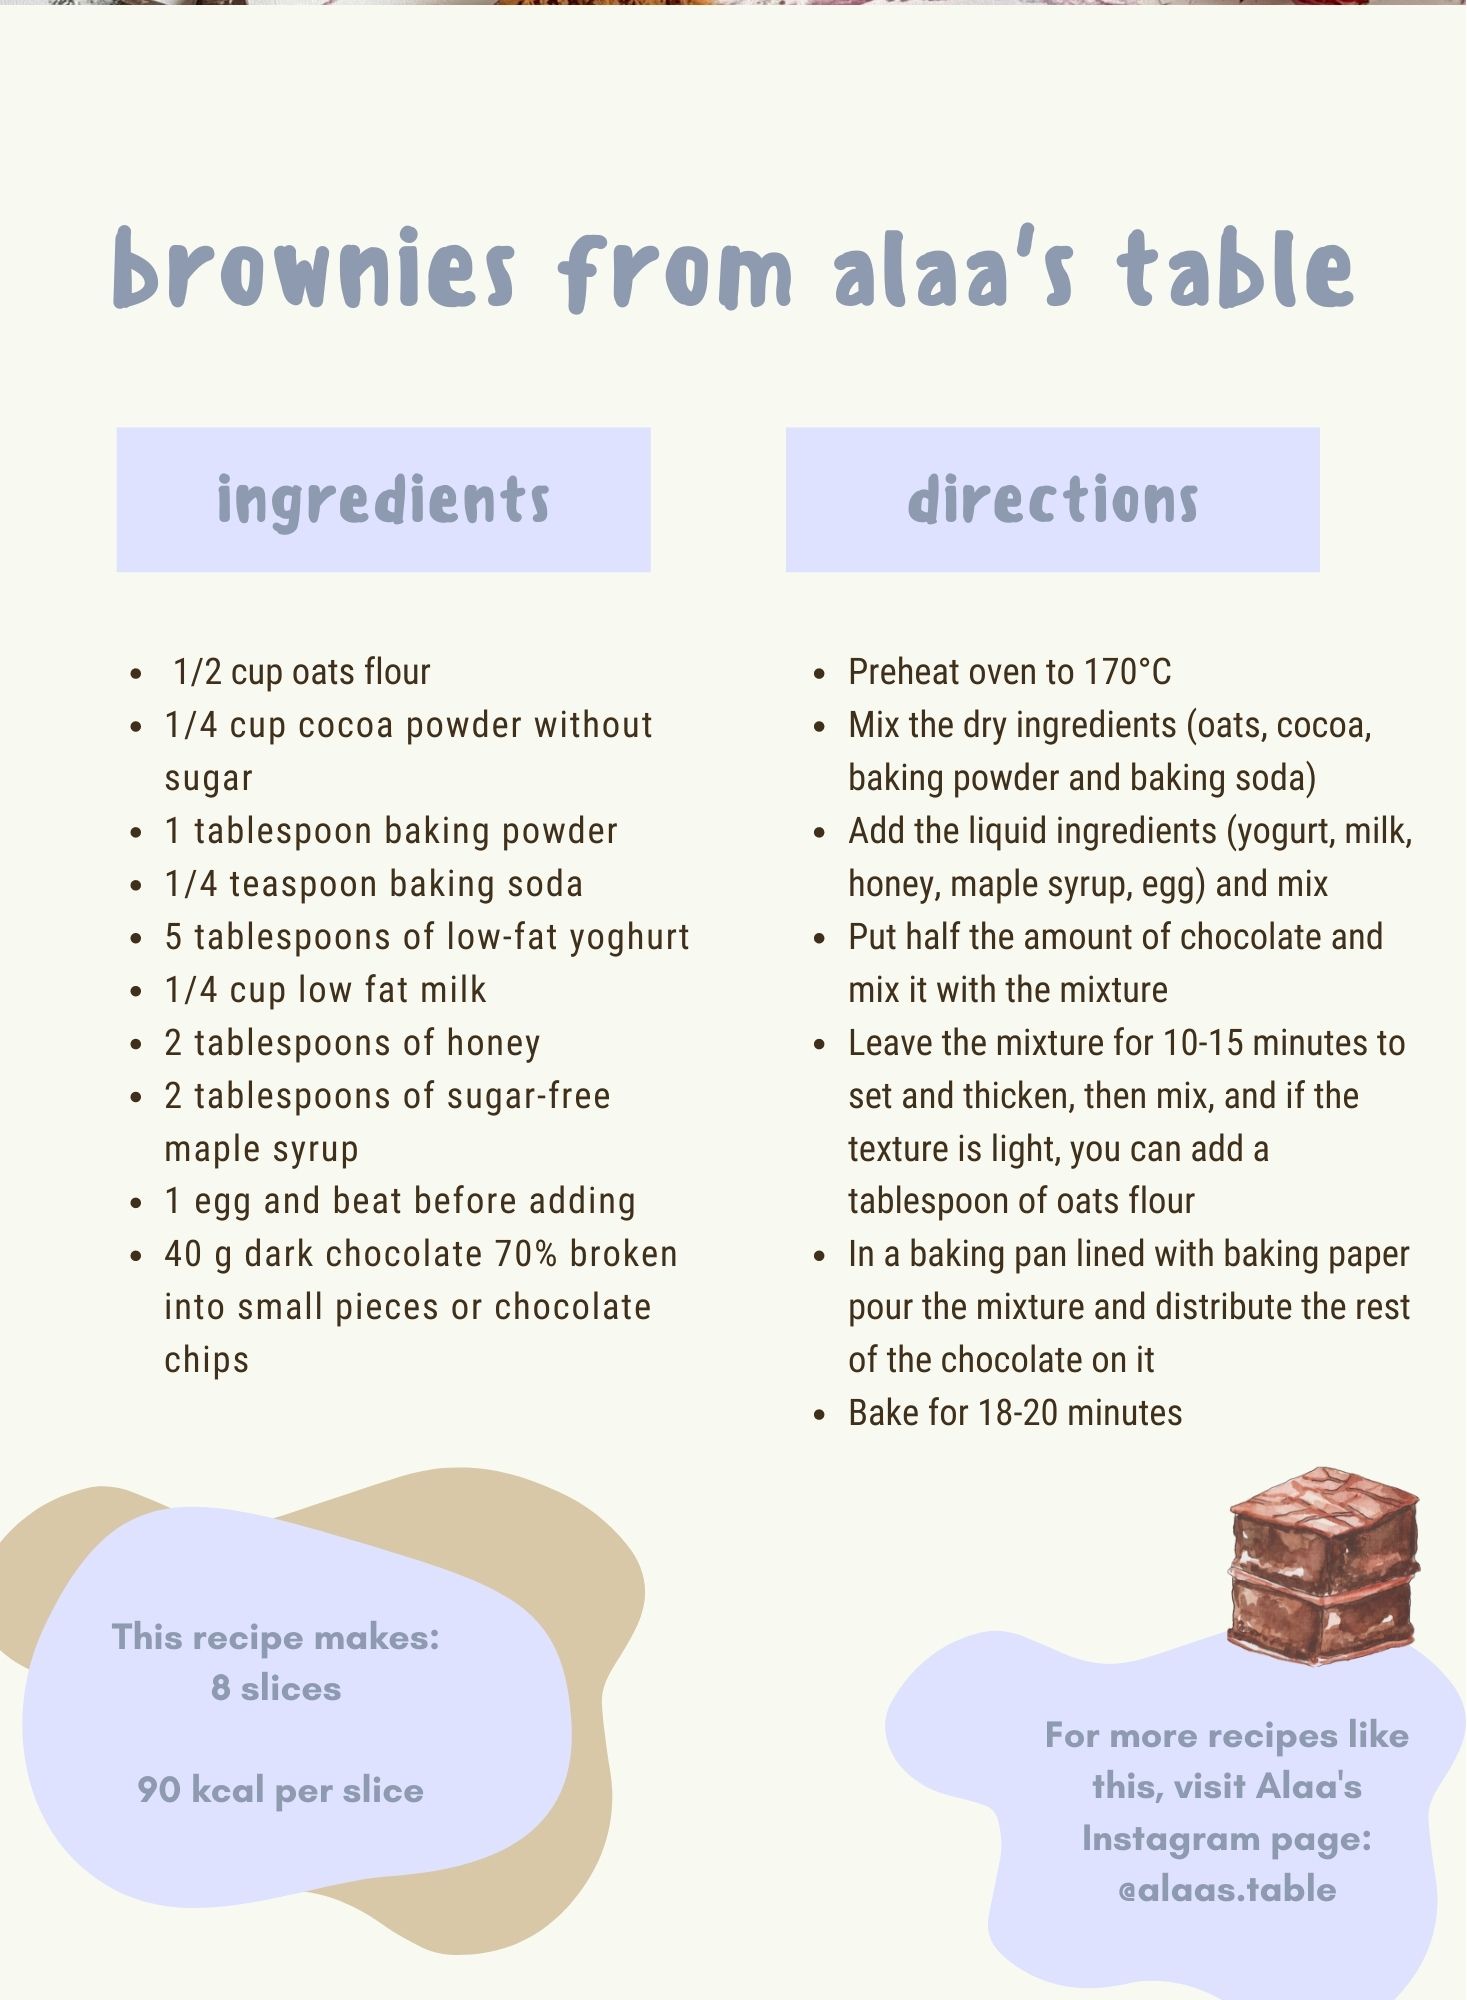 brownies from alaa's table
ingredients
• 1/2 cup oats flour
• 1/4 cup cocoa powder without
sugar
• 1 tablespoon baking powder
• 1/4 teaspoon baking soda
• 5 tablespoons of low-fat yoghurt
• 1/4 cup low fat milk
• 2 tablespoons of honey
• 2 tablespoons of sugar-free
maple syrup
• 1 egg and beat before adding
• 40 g dark chocolate 70% broken
into small pieces or chocolate
chips
directions
• Preheat oven to 170°C
• Mix the dry ingredients (oats, cocoa,
baking powder and baking soda)
• Add the liquid ingredients (yogurt, milk,
honey, maple syrup, egg) and mix
• Put half the amount of chocolate and
mix it with the mixture
• Leave the mixture for 10-15 minutes to
set and thicken, then mix, and if the
texture is light, you can add a
tablespoon of oats flour
• In a baking pan lined with baking paper
pour the mixture and distribute the rest
of the chocolate on it
• Bake for 18-20 minutes
This recipe makes:
8 slices
90 kcal per slice
For more recipes like
this, visit Alaa's
Instagram page:
@alaas.table